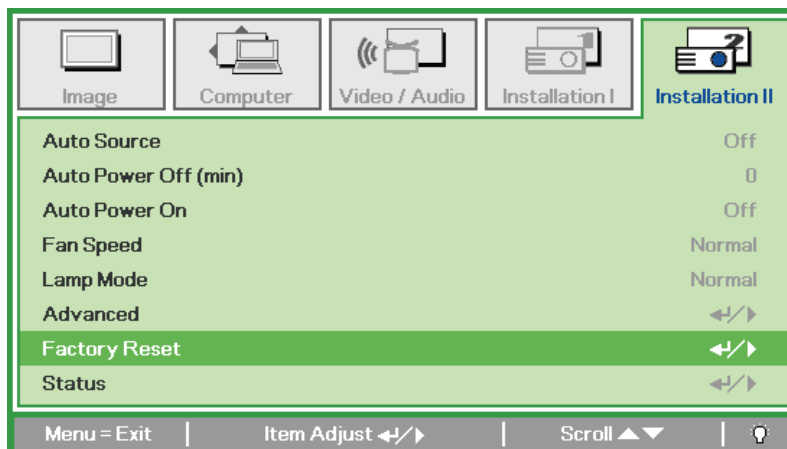 Image Computer Video / Audio Installation I Installation II
Auto Source Off
Auto Power Off (min) 0
Auto Power On Off
Fan Speed Normal
Lamp Mode Normal
Advanced ↵/▶
Factory Reset ↵/▶
Status ↵/▶
Menu = Exit | Item Adjust ↵/▶ | Scroll ▲▼ |